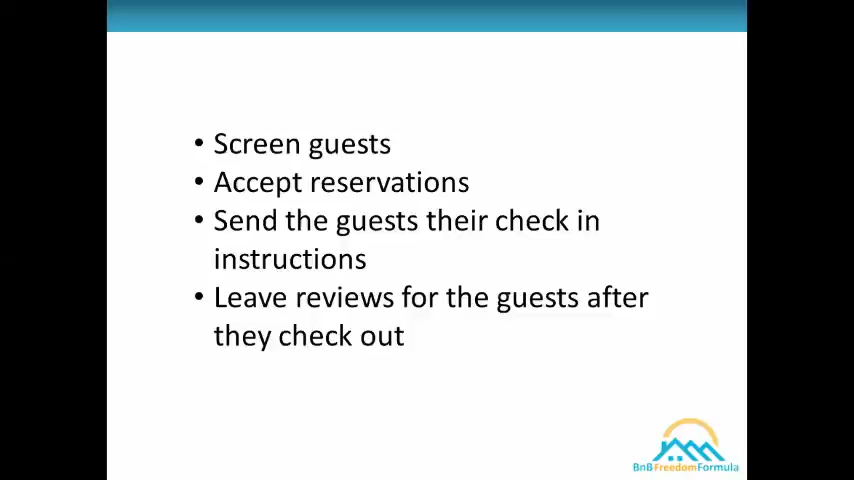 • Screen guests
• Accept reservations
• Send the guests their check in
instructions
• Leave reviews for the guests after
they check out
BnBFreedomFormula